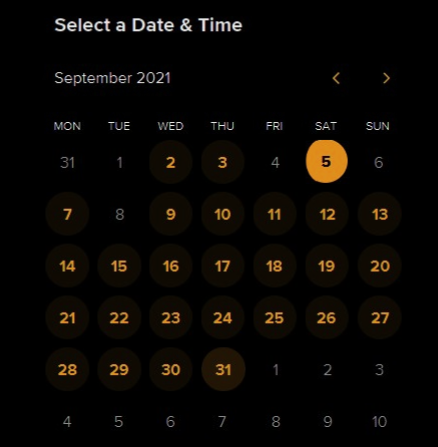 Select a Date & Time
September 2021
MON TUE WED THU FRI SAT SUN
31 1 2 3 4 5 6
7 8 9 10 11 12 13
14 15 16 17 18 19 20
21 22 23 24 25 26 27
28 29 30 31 1 2 3
4 5 6 7 8 9 10